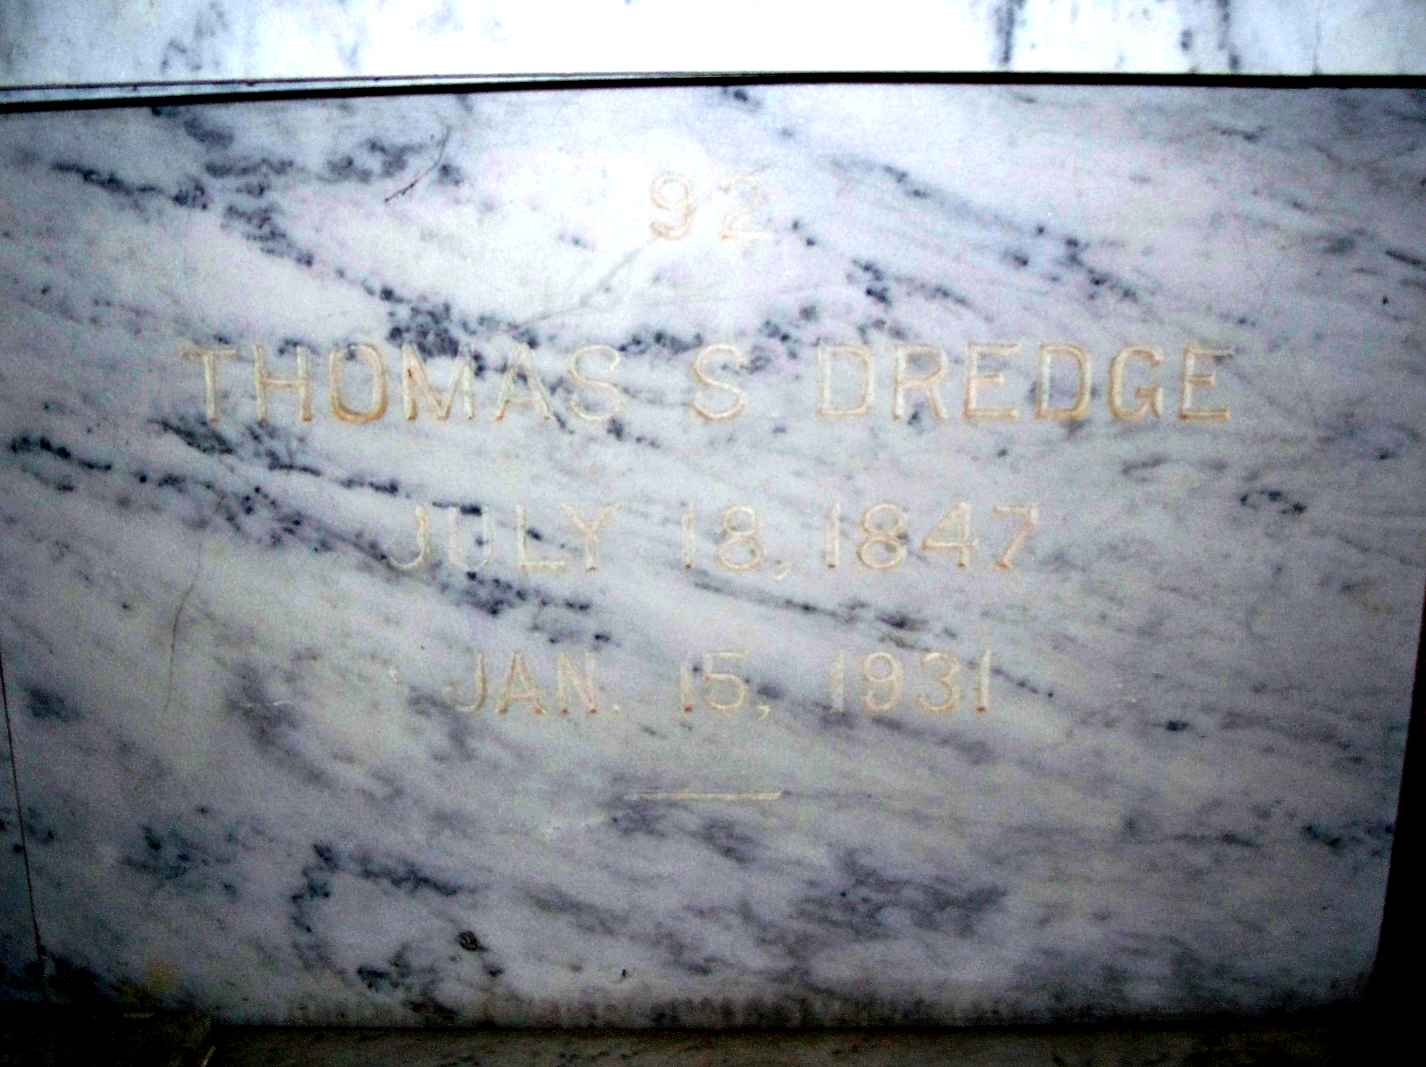 92
THOMAS S DREDGE
JULY 18, 1847
JAN. 15, 1931